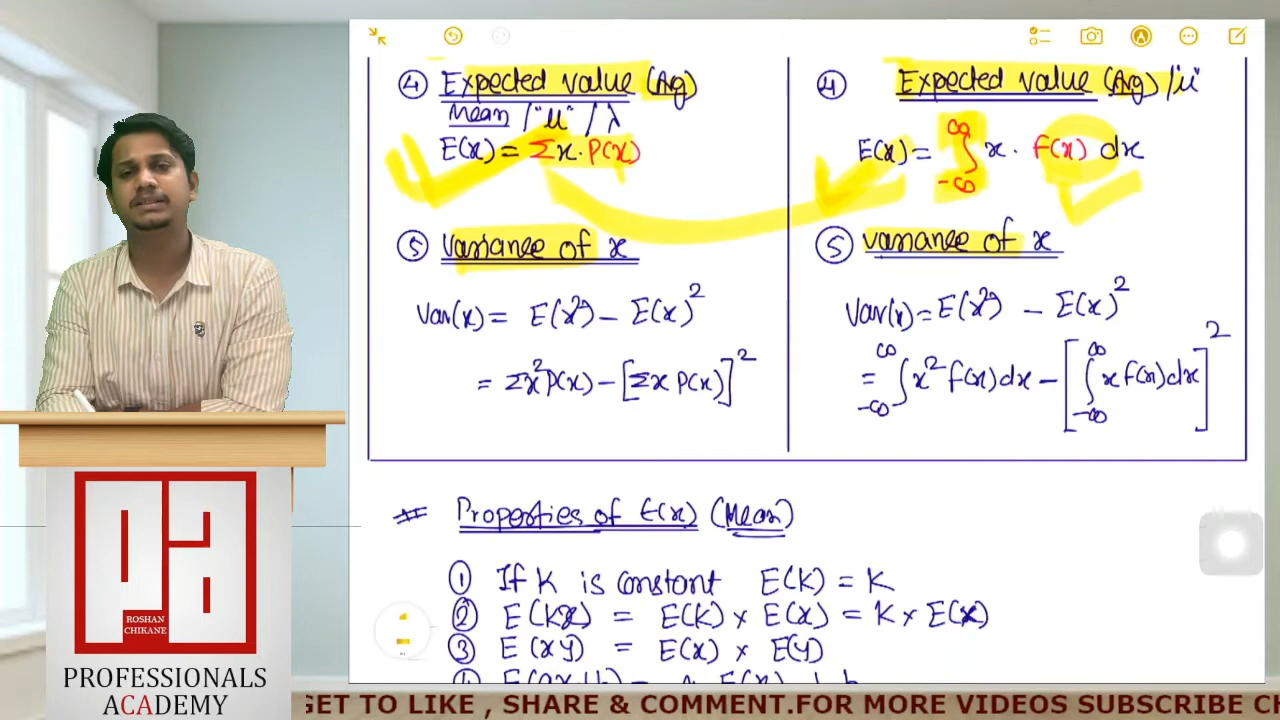 ④ Expected value (Avg)
Mean / "μ" / λ
E(x) = Σx. P(x)
⑤ Variance of x
Var(x) = E(x²) - E(x)²
= Σx²P(x) - [Σx P(x)]²
④ Expected value (Avg) / "μ"
E(x) = ∫ x. f(x) dx
∞
-∞
⑤ variance of x
Var(x) = E(x²) - E(x)²
= ∫ x² f(x) dx - [∫ x f(x) dx]²
∞ ∞
-∞ -∞
# Properties of E(x) (Mean)
① If K is constant E(K) = K
② E(Kx) = E(K) × E(x) = K × E(x)
③ E(xy) = E(x) × E(y)
ROSHAN
CHIKANE
PROFESSIONALS
ACADEMY
GET TO LIKE , SHARE & COMMENT.FOR MORE VIDEOS SUBSCRIBE